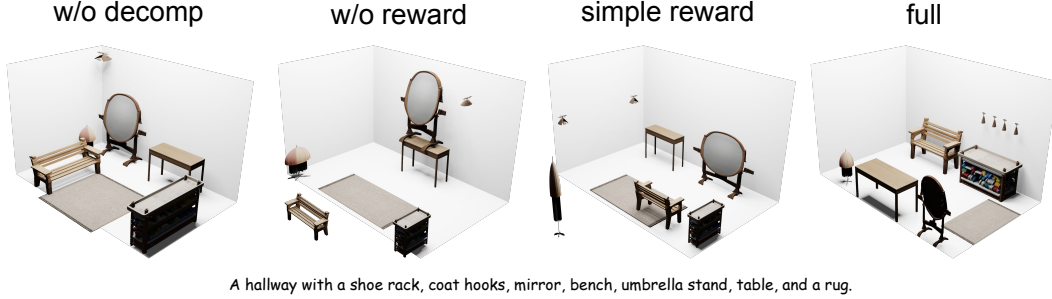 w/o decomp w/o reward simple reward full
A hallway with a shoe rack, coat hooks, mirror, bench, umbrella stand, table, and a rug.